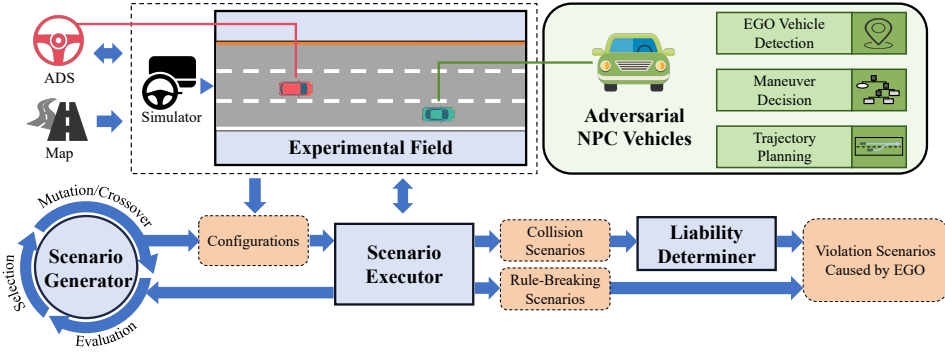 ADS
Map
Simulator
Experimental Field
Adversarial
NPC Vehicles
EGO Vehicle
Detection
Maneuver
Decision
Trajectory
Planning
Mutation/Crossover
Selection
Evaluation
Scenario
Generator
Configurations
Scenario
Executor
Collision
Scenarios
Rule-Breaking
Scenarios
Liability
Determiner
Violation Scenarios
Caused by EGO